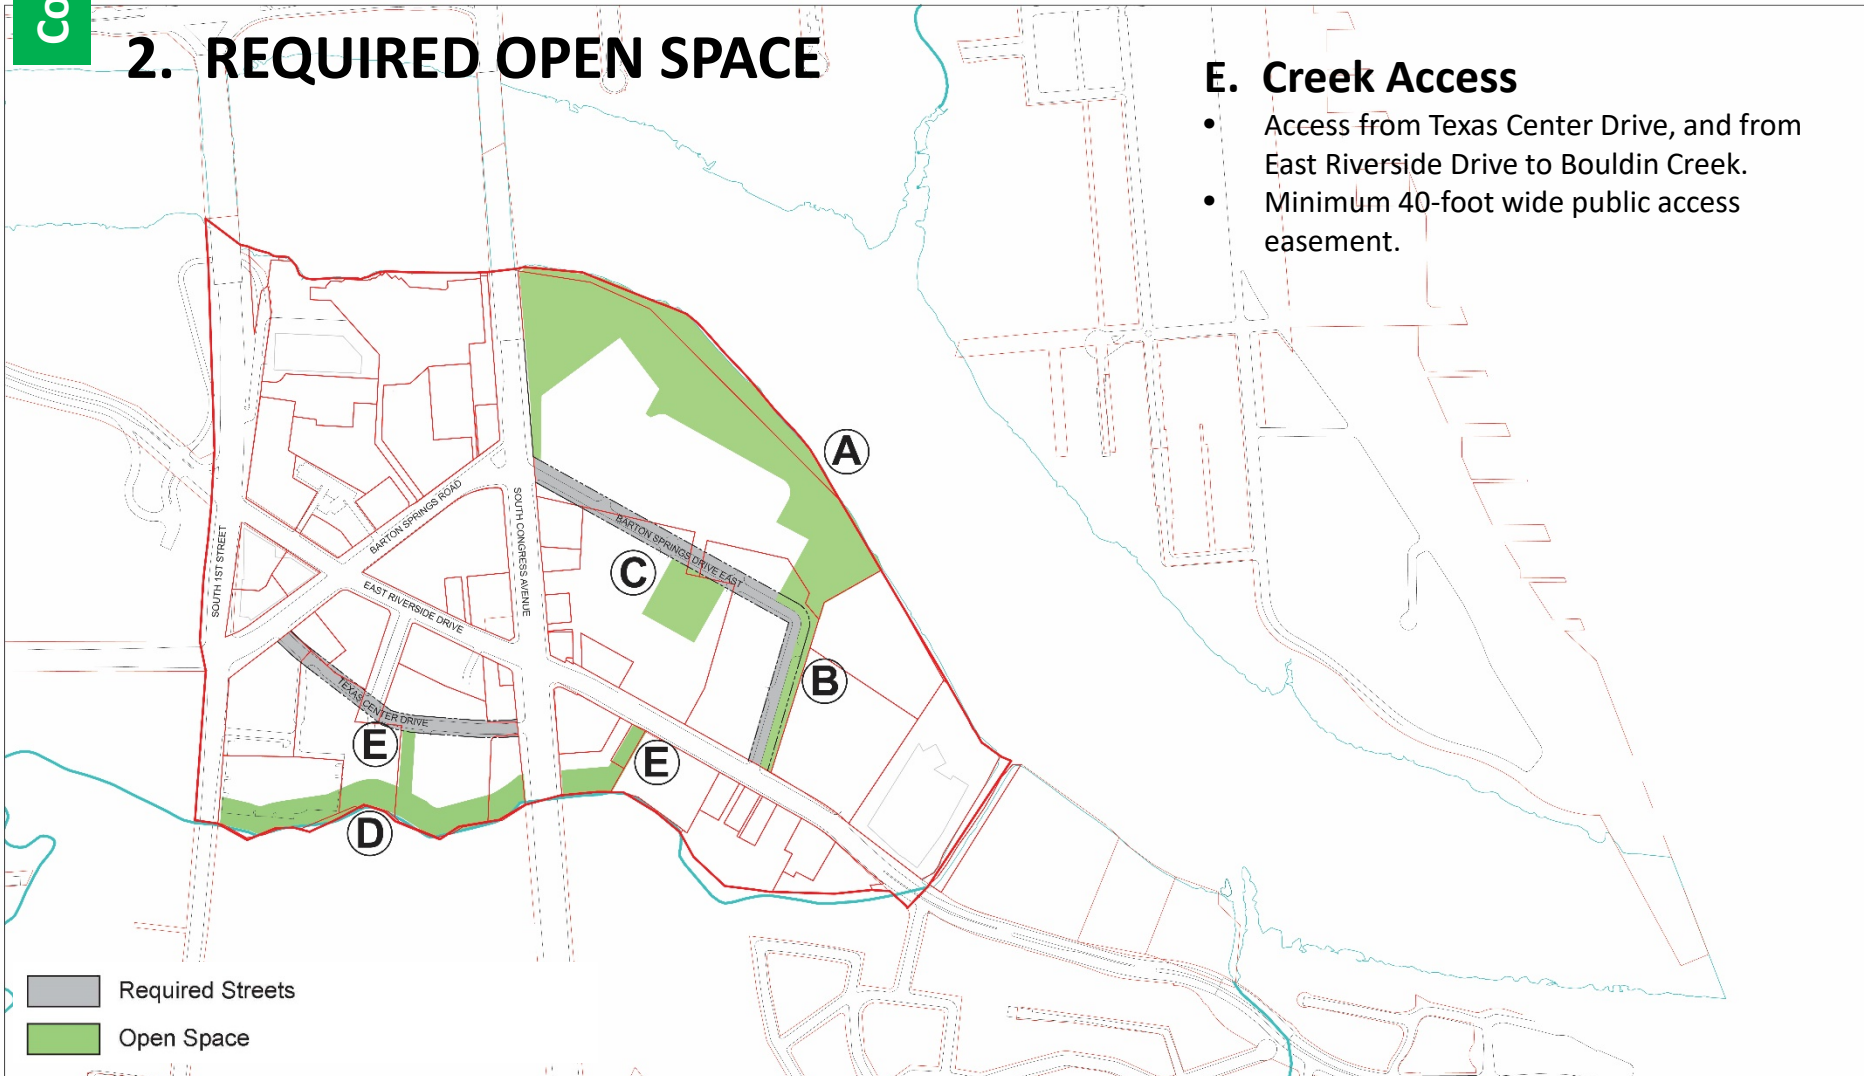 Co
2. REQUIRED OPEN SPACE
E. Creek Access
• Access from Texas Center Drive, and from
East Riverside Drive to Bouldin Creek.
• Minimum 40-foot wide public access
easement.
A
BARTON SPRINGS ROAD
SOUTH CONGRESS AVENUE
BARTON SPRINGS DRIVE EAST
SOUTH 1ST STREET
C
EAST RIVERSIDE DRIVE
B
TEXAS CENTER DRIVE
E
E
D
Required Streets
Open Space